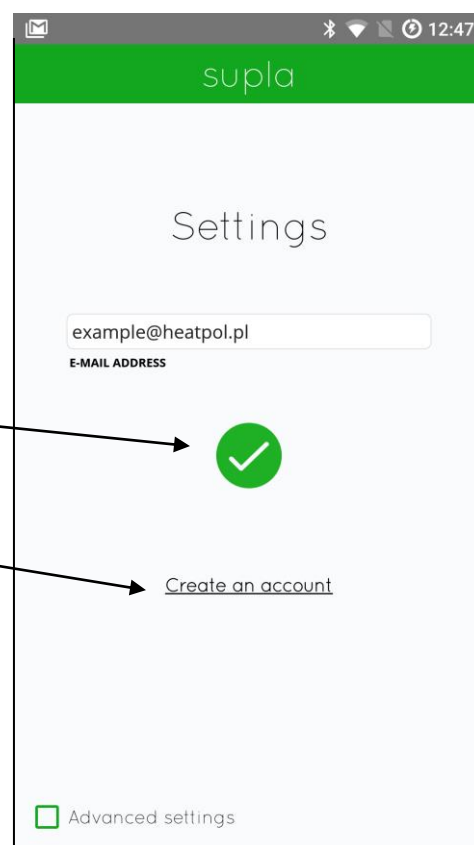 12:47
supla
Settings
example@heatpol.pl
E-MAIL ADDRESS
Create an account
Advanced settings